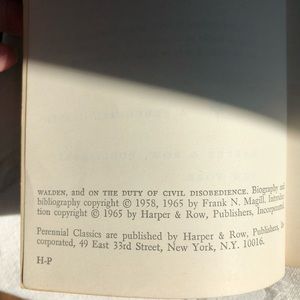 WALDEN, and ON THE DUTY OF CIVIL DISOBEDIENCE. Biography and
bibliography copyright © 1958, 1965 by Frank N. Magill, Introduc-
tion copyright © 1965 by Harper & Row, Publishers, Incorporated.
Perennial Classics are published by Harper & Row, Publishers, In-
corporated, 49 East 33rd Street, New York, N.Y. 10016.
H-P